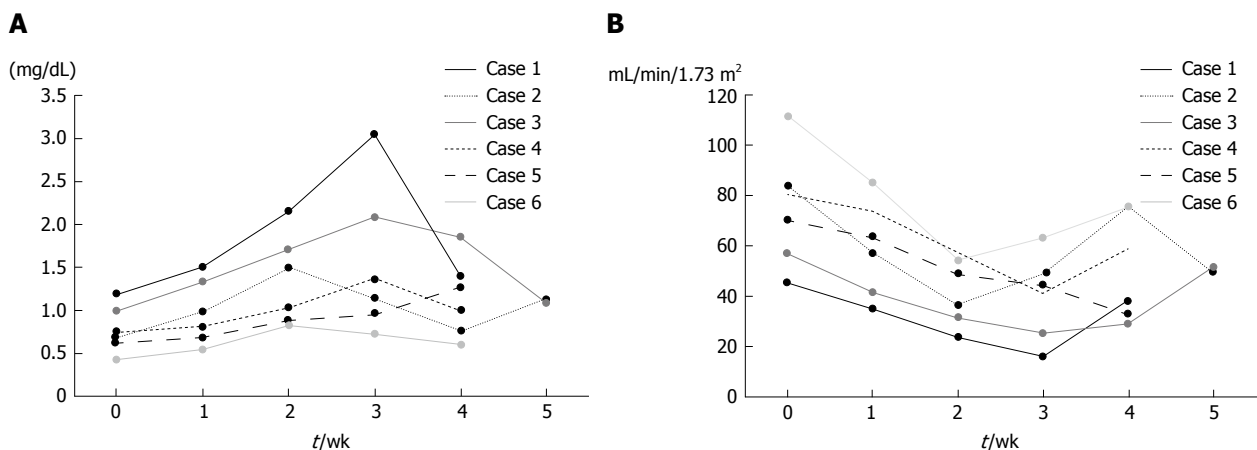 A
(mg/dL)
Case 1
Case 2
Case 3
Case 4
Case 5
Case 6
3.5
3.0
2.5
2.0
1.5
1.0
0.5
0
0 1 2 3 4 5
t/wk
B
mL/min/1.73 m²
Case 1
Case 2
Case 3
Case 4
Case 5
Case 6
120
100
80
60
40
20
0
0 1 2 3 4 5
t/wk